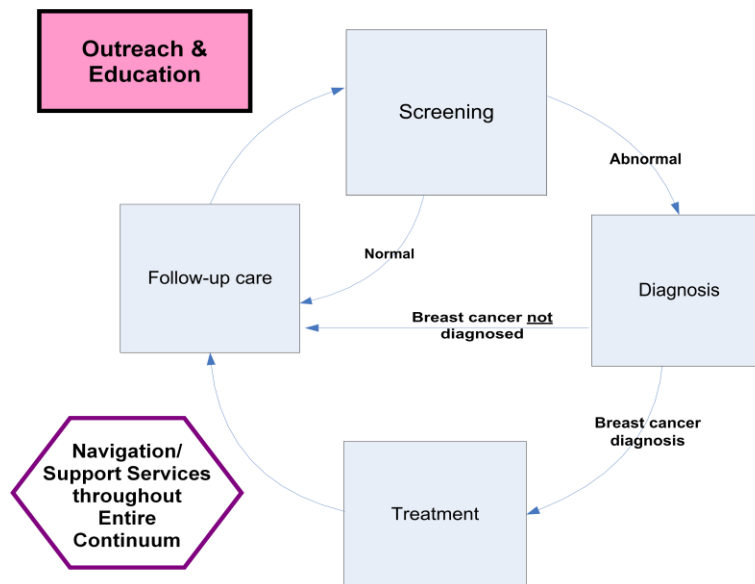 Outreach &
Education
Screening
Abnormal
Normal
Follow-up care
Diagnosis
Breast cancer not
diagnosed
Breast cancer
diagnosis
Navigation/
Support Services
throughout
Entire
Continuum
Treatment